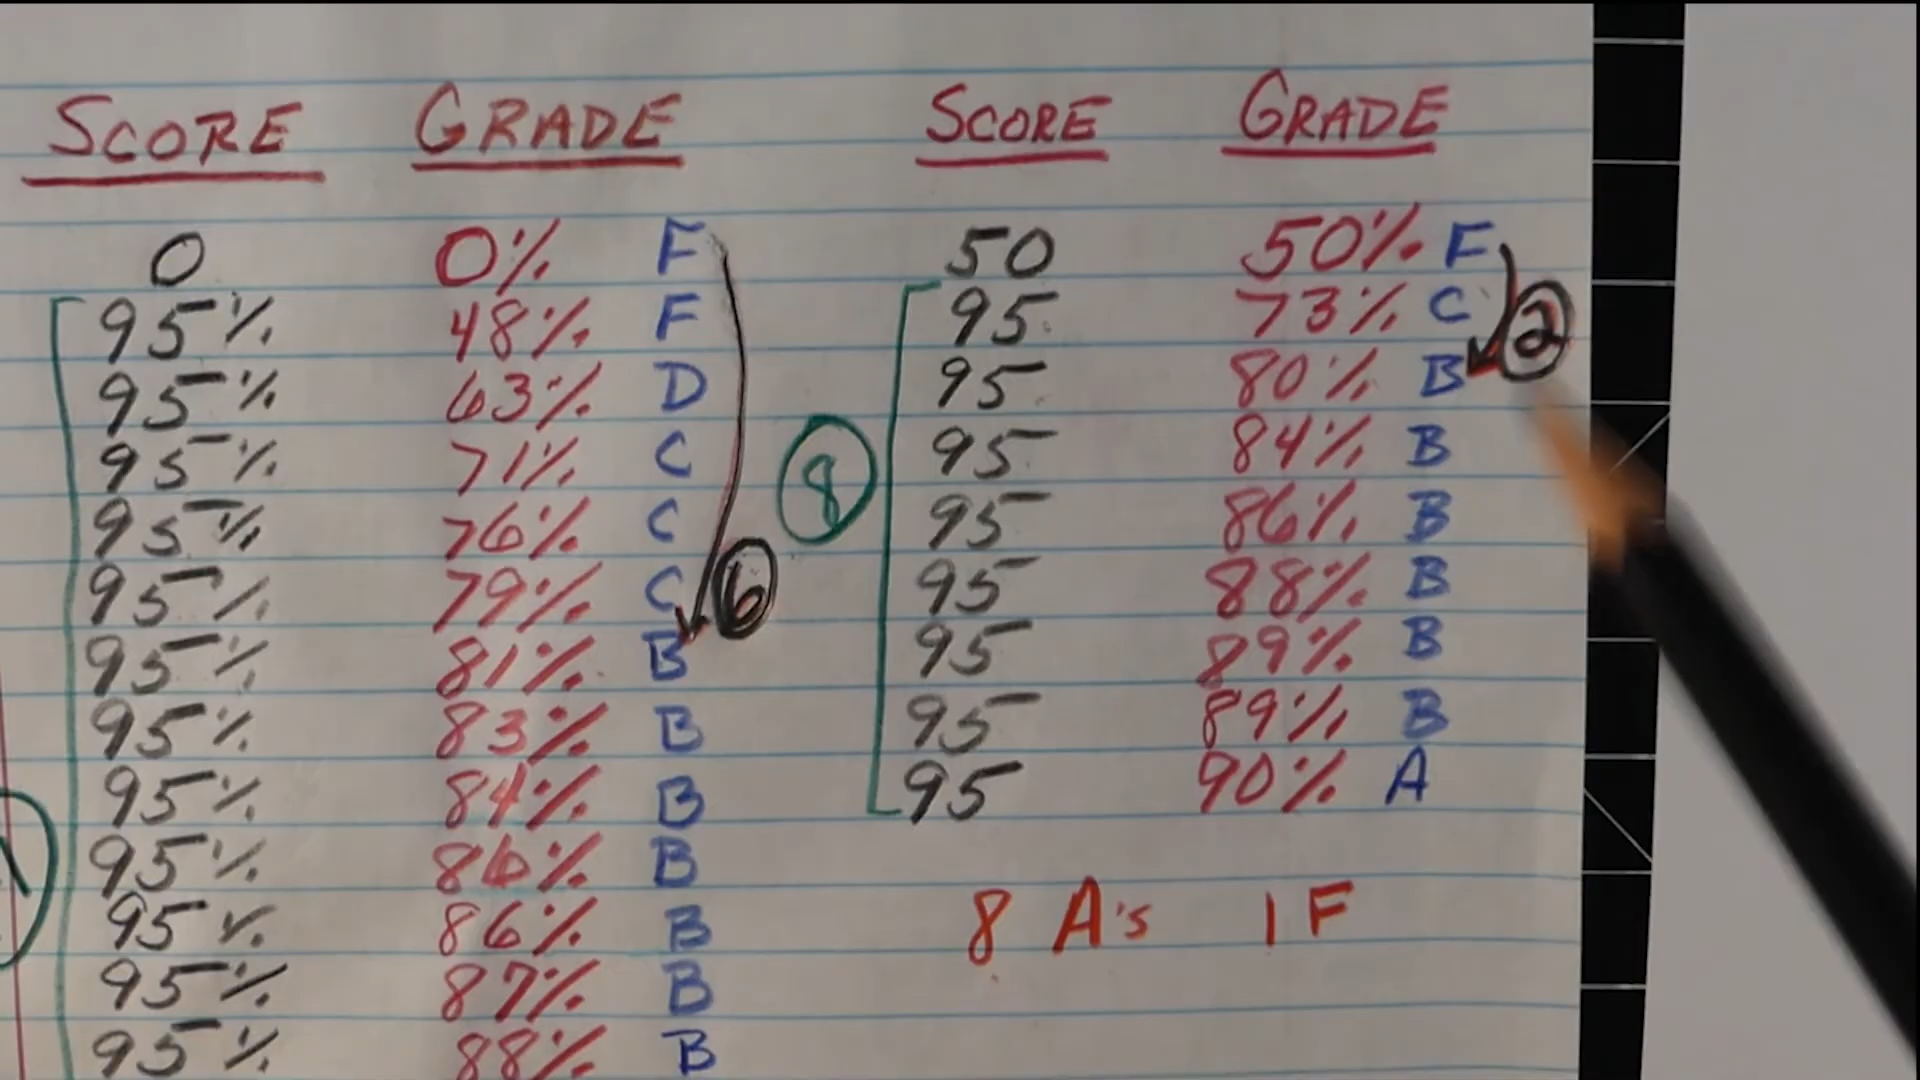 SCORE GRADE
0 0% F
95% 48% F
95% 63% D
95% 71% C
95% 76% C
95% 79% C
6
95% 81% B
95% 83% B
95% 84% B
95% 86% B
95% 86% B
95% 87% B
95% 88% B
SCORE GRADE
50 50% F
95 73% C
2
95 80% B
8
95 84% B
95 86% B
95 88% B
95 89% B
95 89% B
95 90% A
8 A's 1 F